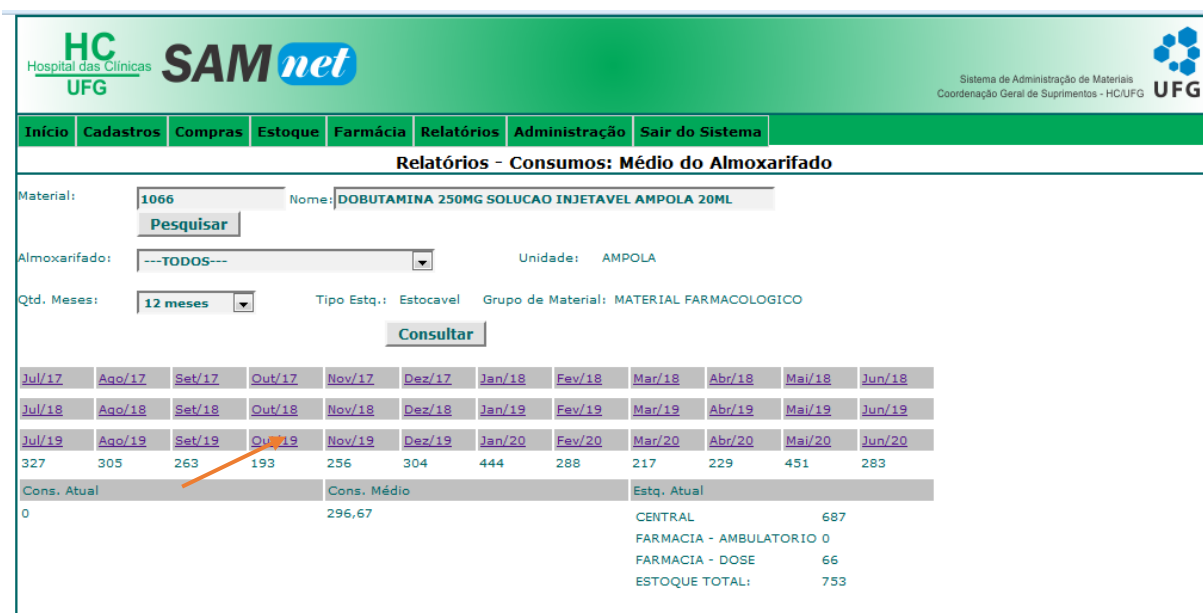 HC
Hospital das Clínicas
UFG
SAM net
Sistema de Administração de Materiais
Coordenação Geral de Suprimentos - HC/UFG
UFG
Início Cadastros Compras Estoque Farmácia Relatórios Administração Sair do Sistema
Relatórios - Consumos: Médio do Almoxarifado
Material: 1066 Nome: DOBUTAMINA 250MG SOLUCAO INJETAVEL AMPOLA 20ML
Pesquisar
Almoxarifado: ---TODOS--- Unidade: AMPOLA
Qtd. Meses: 12 meses Tipo Estq.: Estocavel Grupo de Material: MATERIAL FARMACOLOGICO
Consultar
Jul/17 Ago/17 Set/17 Out/17 Nov/17 Dez/17 Jan/18 Fev/18 Mar/18 Abr/18 Mai/18 Jun/18
Jul/18 Ago/18 Set/18 Out/18 Nov/18 Dez/18 Jan/19 Fev/19 Mar/19 Abr/19 Mai/19 Jun/19
Jul/19 Ago/19 Set/19 Out/19 Nov/19 Dez/19 Jan/20 Fev/20 Mar/20 Abr/20 Mai/20 Jun/20
327 305 263 193 256 304 444 288 217 229 451 283
Cons. Atual Cons. Médio Estq. Atual
0 296,67
CENTRAL 687
FARMACIA - AMBULATORIO 0
FARMACIA - DOSE 66
ESTOQUE TOTAL: 753